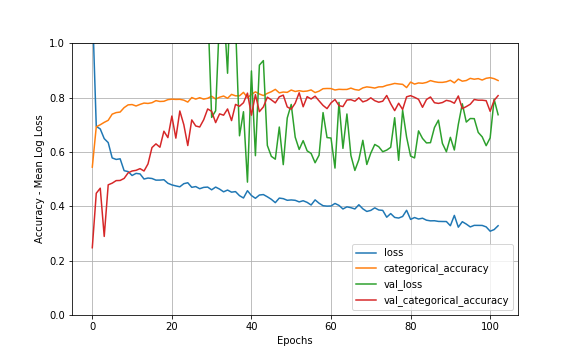 1.0
0.8
0.6
0.4
0.2
0.0
Accuracy - Mean Log Loss
0
20
40
60
80
100
Epochs
loss
categorical_accuracy
val_loss
val_categorical_accuracy